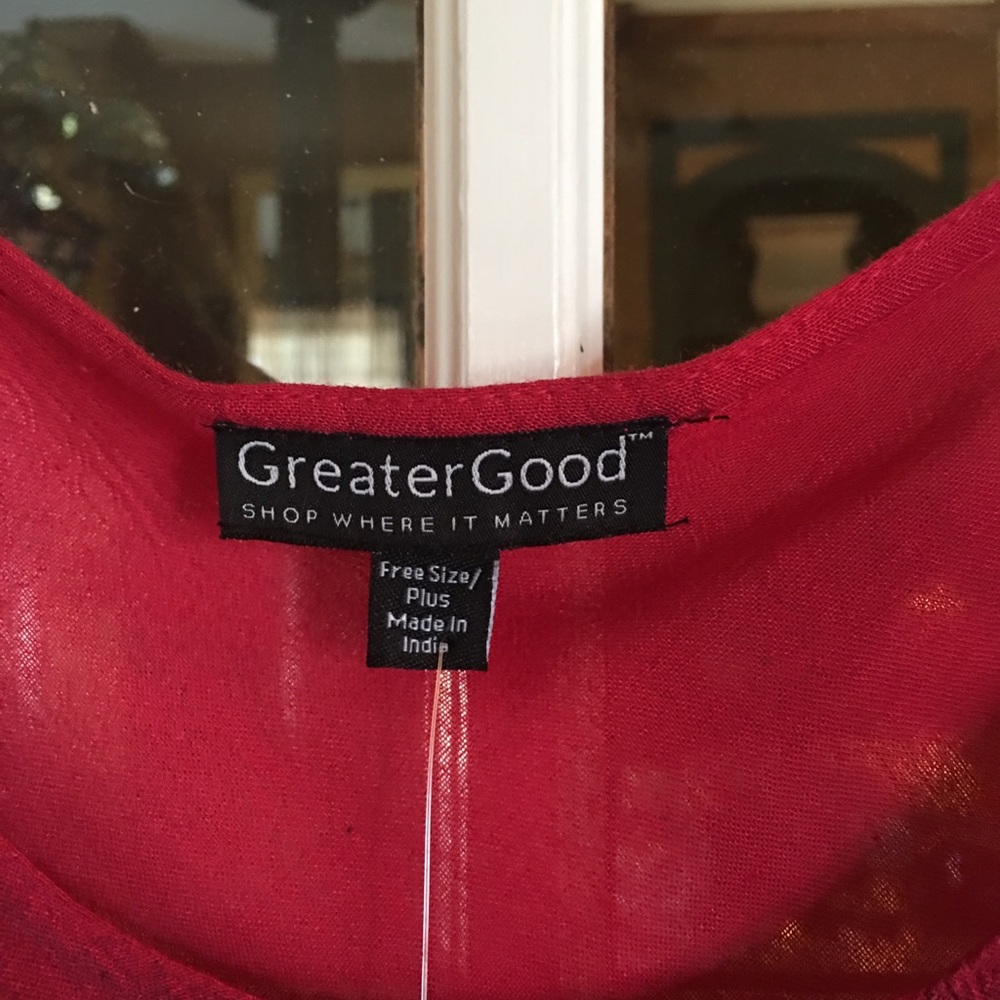 GreaterGood™
SHOP WHERE IT MATTERS
Free Size/
Plus
Made In
India